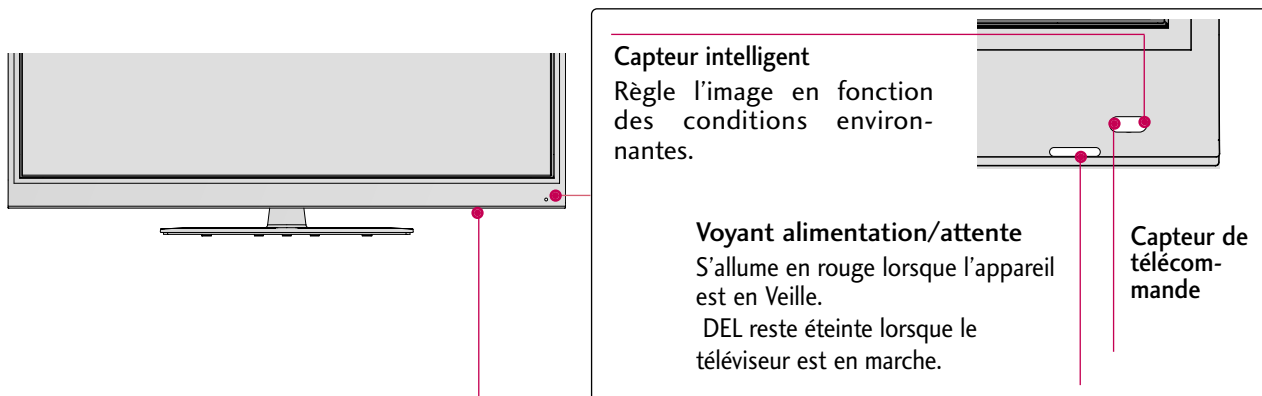 Capteur intelligent
Règle l'image en fonction
des conditions environ-
nantes.
Voyant alimentation/attente
S'allume en rouge lorsque l'appareil
est en Veille.
DEL reste éteinte lorsque le
téléviseur est en marche.
Capteur de
télécom-
mande